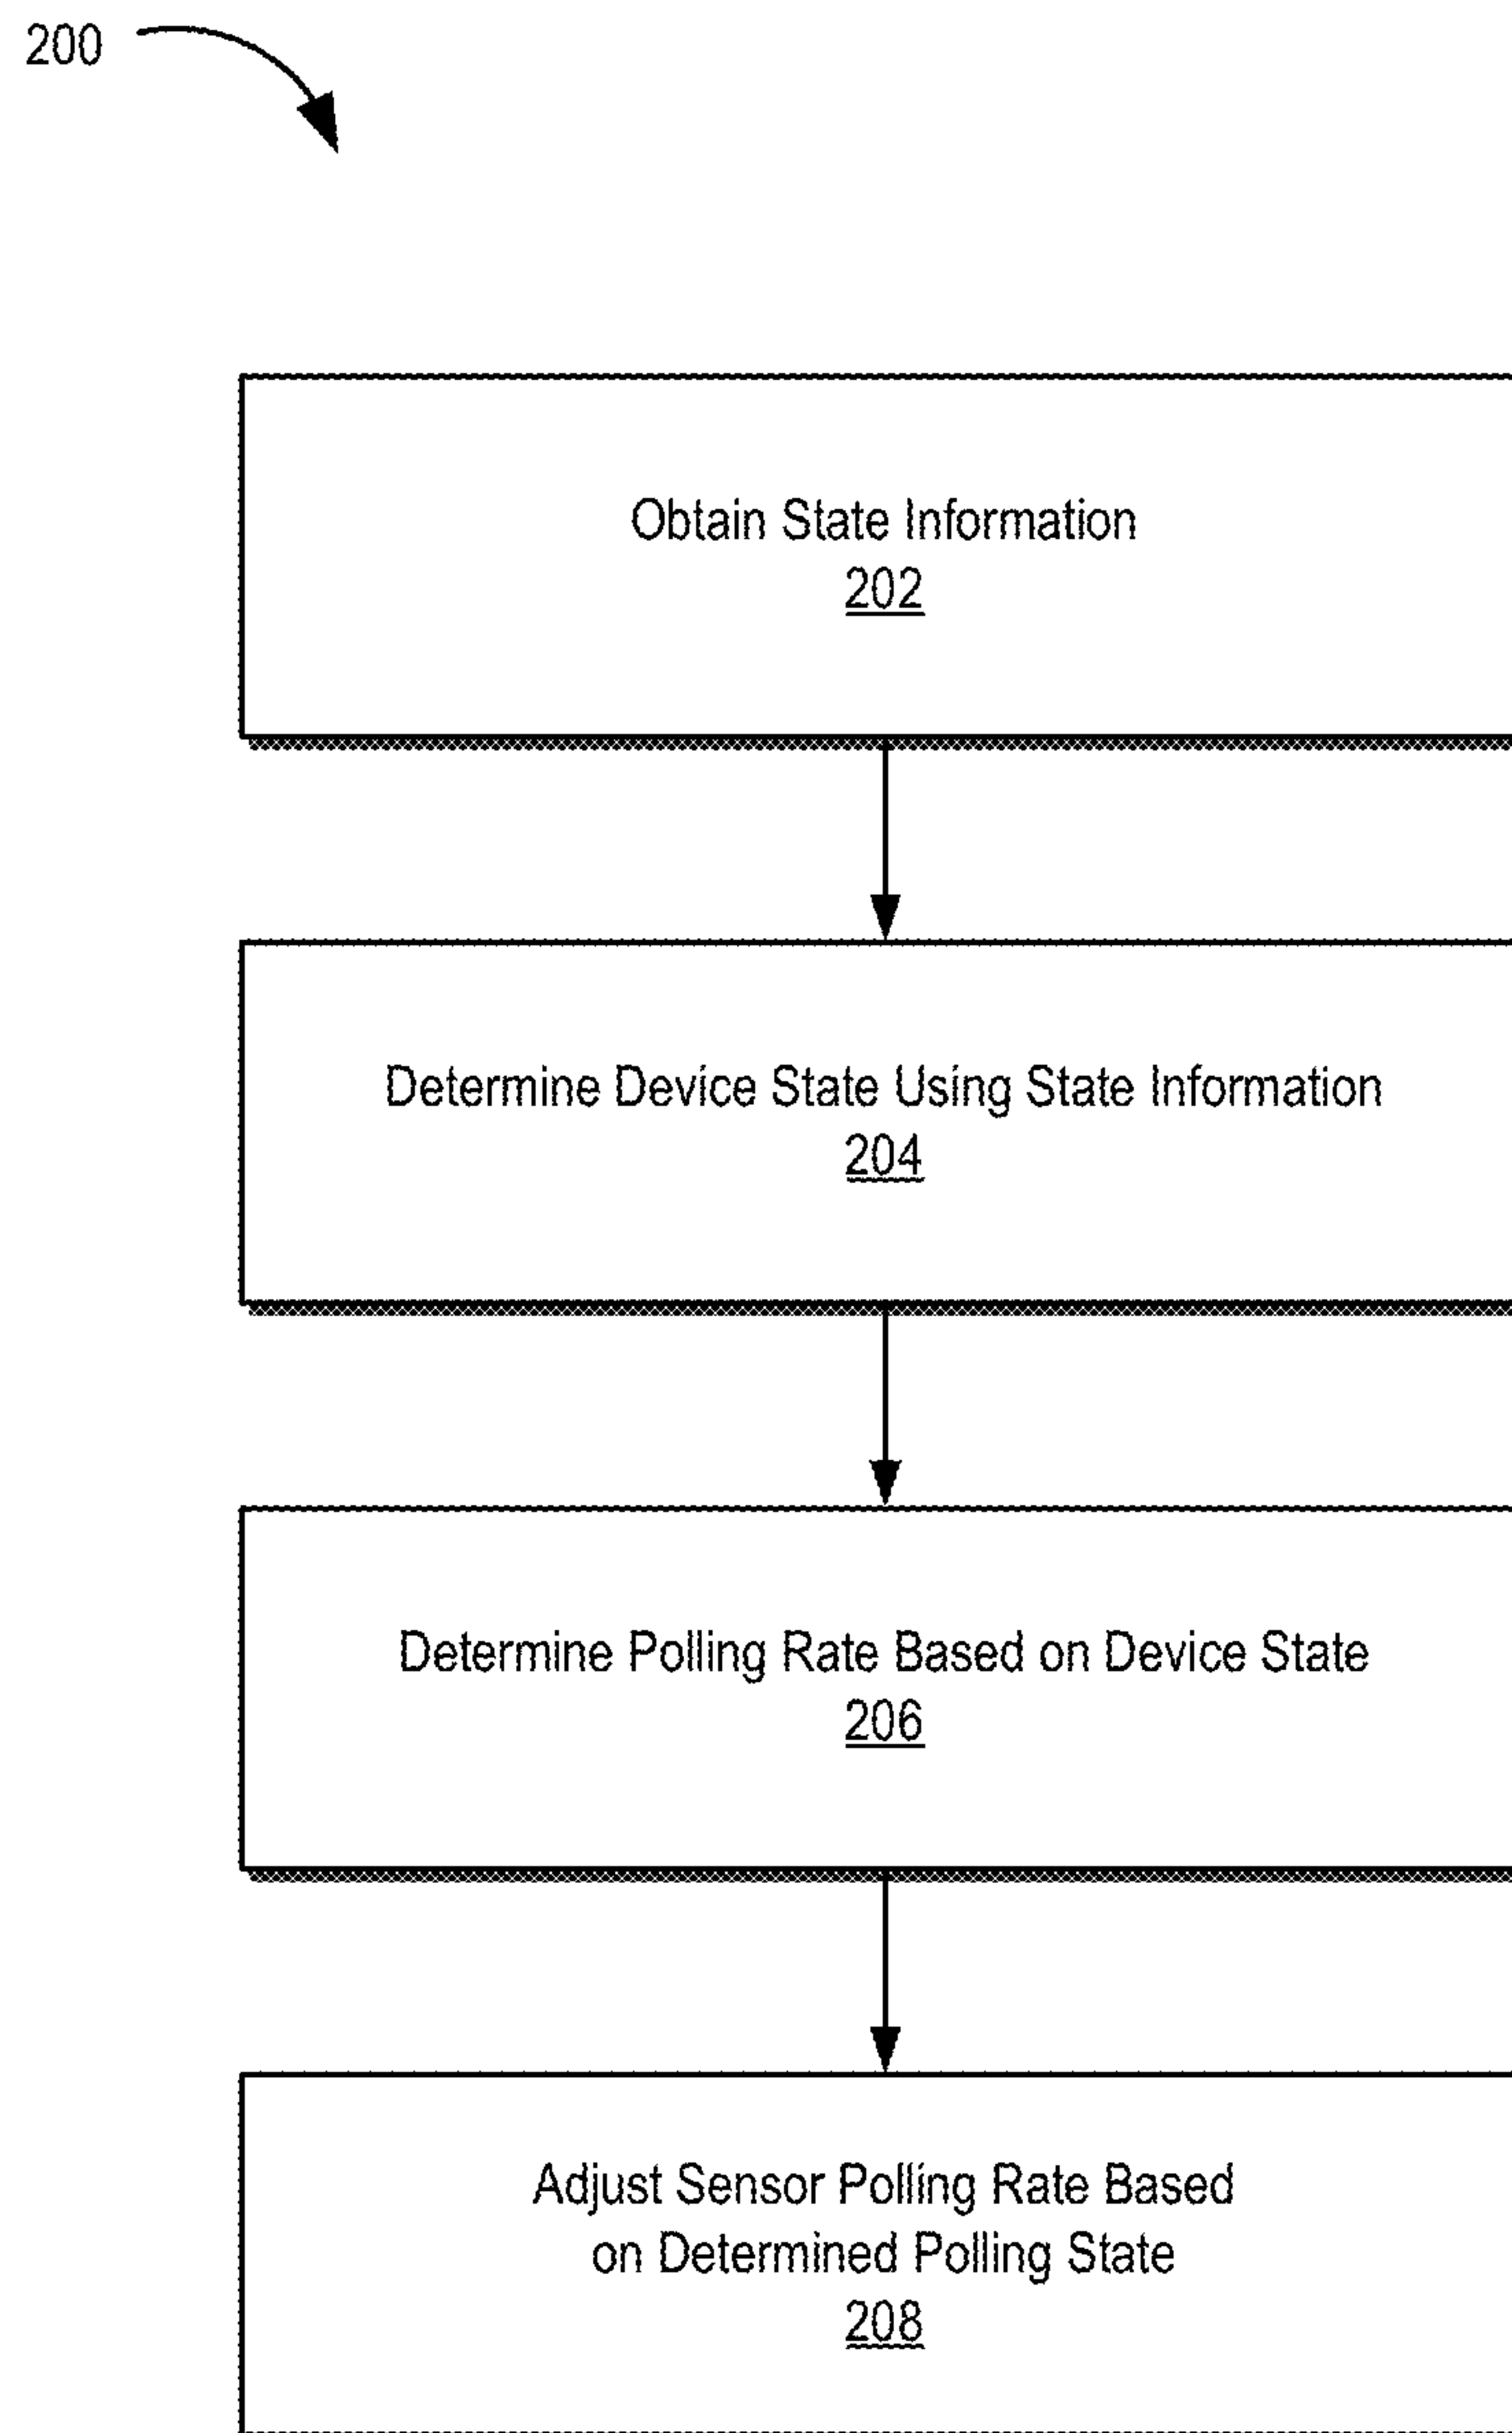 200
Obtain State Information
202
Determine Device State Using State Information
204
Determine Polling Rate Based on Device State
206
Adjust Sensor Polling Rate Based
on Determined Polling State
208